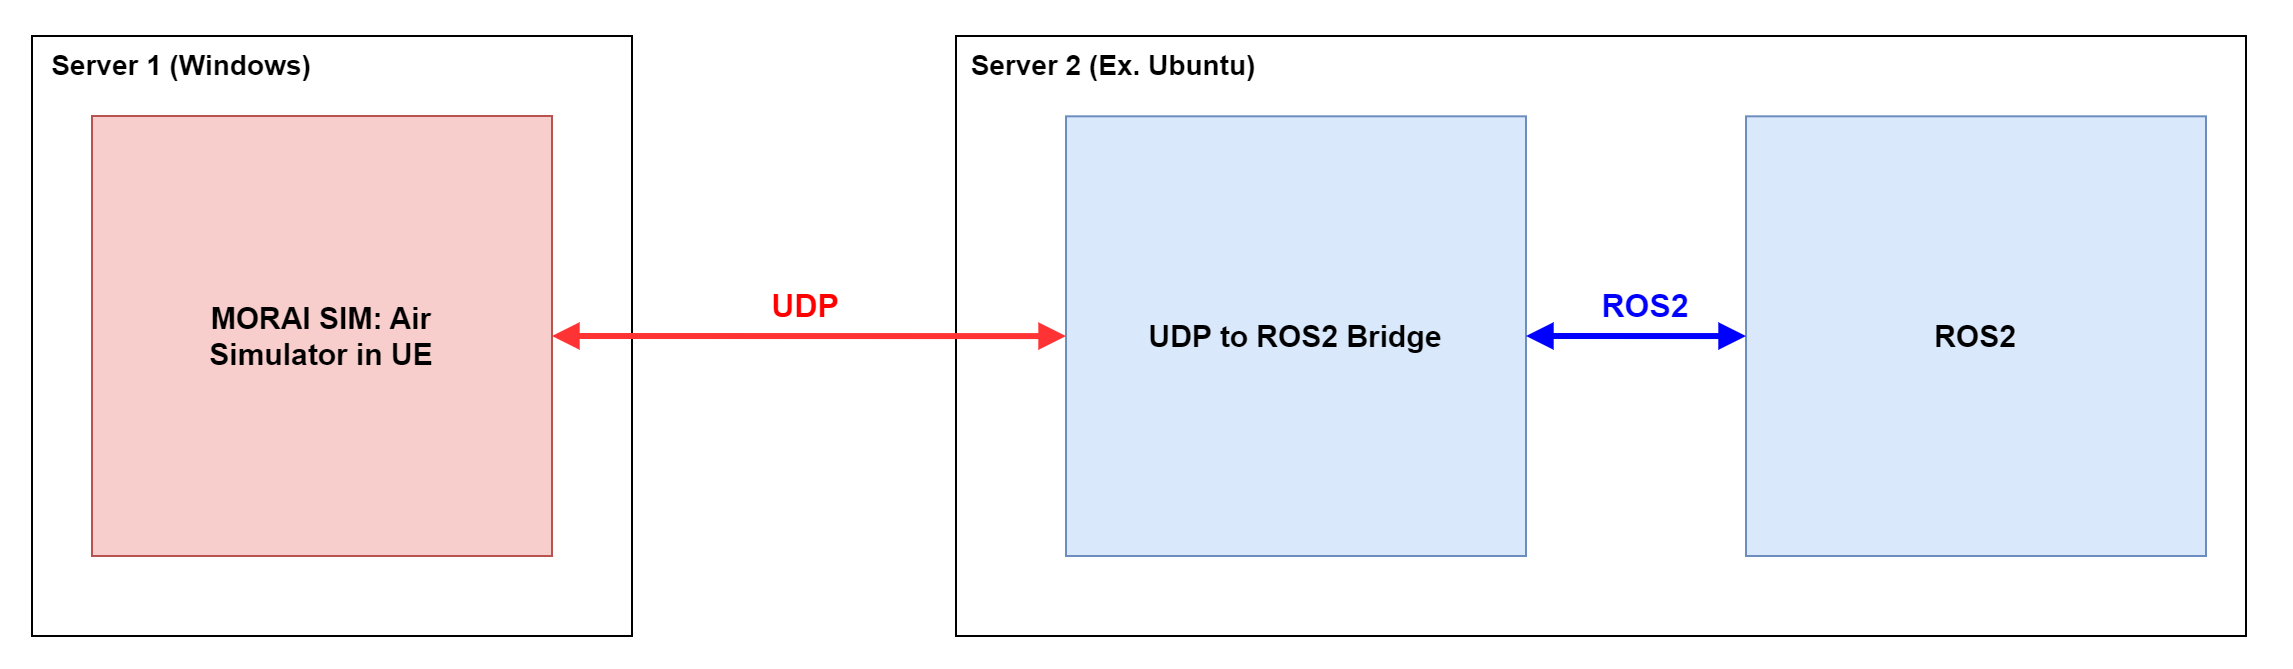 Server 1 (Windows)
Server 2 (Ex. Ubuntu)
MORAI SIM: Air
Simulator in UE
UDP
UDP to ROS2 Bridge
ROS2
ROS2